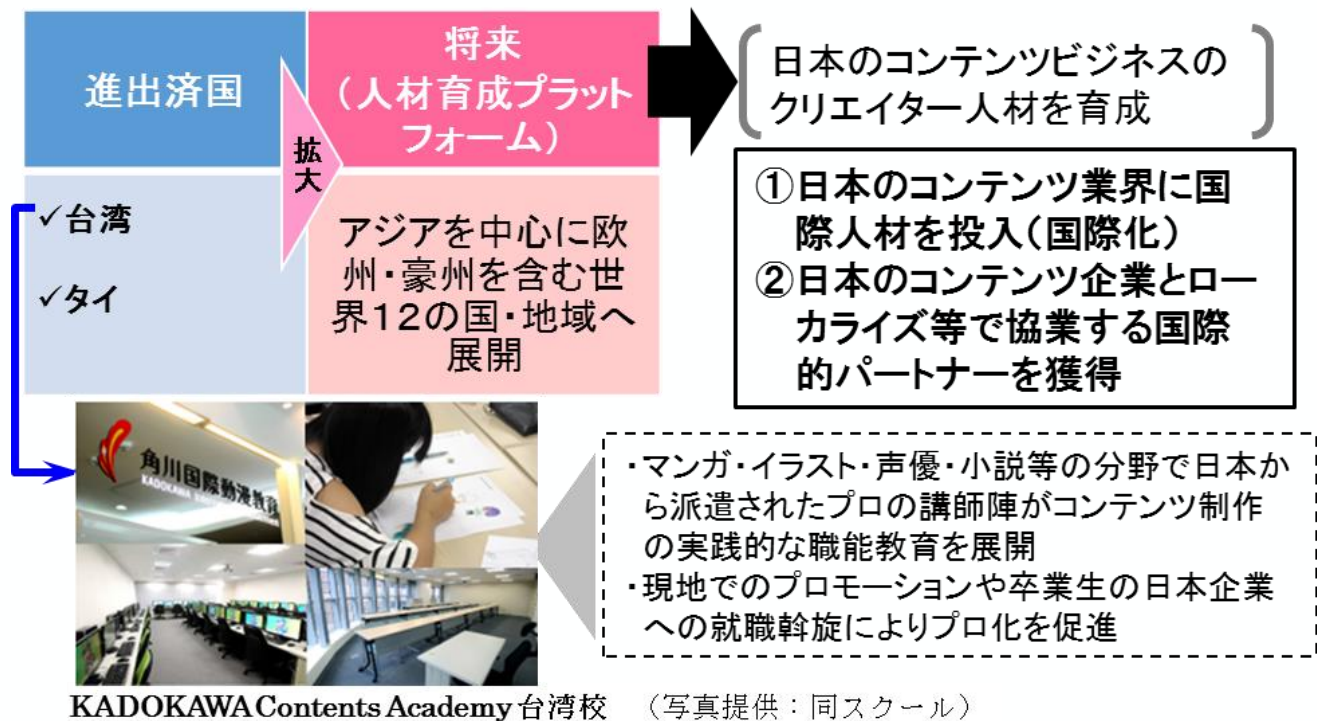 進出済国
拡
大
将来
（人材育成プラット
フォーム）
日本のコンテンツビジネスの
クリエイター人材を育成
✓台湾
✓タイ
アジアを中心に欧
州・豪州を含む世
界１２の国・地域へ
展開
①日本のコンテンツ業界に国
際人材を投入（国際化）
②日本のコンテンツ企業とロー
カライズ等で協業する国際
的パートナーを獲得
角川国際動漫教育
KADOKAWA
・マンガ・イラスト・声優・小説等の分野で日本か
ら派遣されたプロの講師陣がコンテンツ制作
の実践的な職能教育を展開
・現地でのプロモーションや卒業生の日本企業
への就職斡旋によりプロ化を促進
KADOKAWA Contents Academy 台湾校 （写真提供：同スクール）